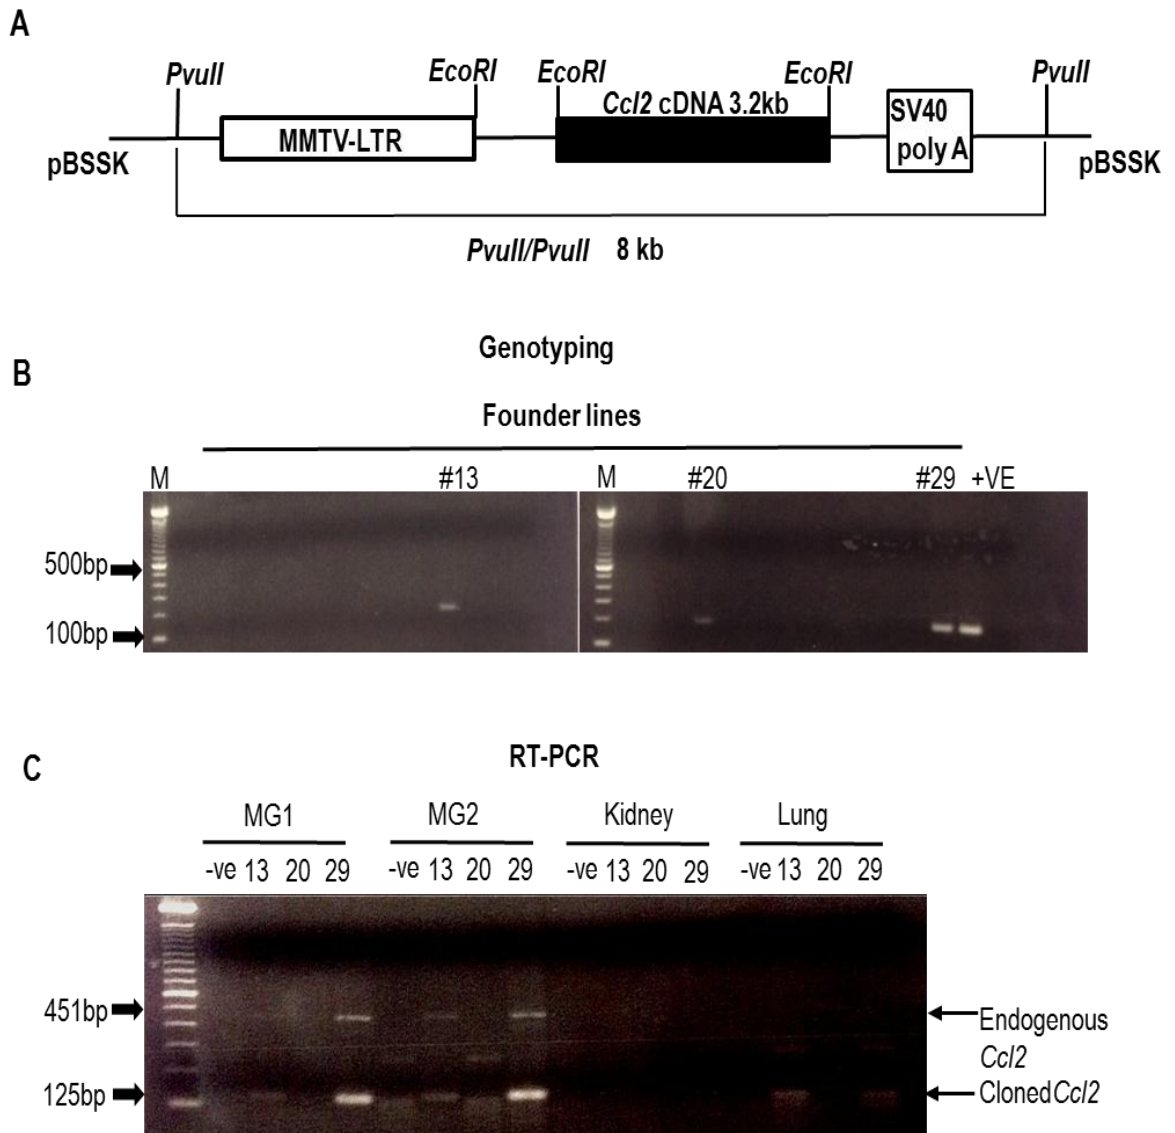 A
PvuII EcoRI EcoRI EcoRI PvuII
Ccl2 cDNA 3.2kb
MMTV-LTR
SV40
poly A
pBSSK pBSSK
PvuII/PvuII 8 kb
Genotyping
B
Founder lines
M #13 M #20 #29 +VE
500bp
100bp
C
RT-PCR
MG1 MG2 Kidney Lung
-ve 13 20 29 -ve 13 20 29 -ve 13 20 29 -ve 13 20 29
451bp
Endogenous
Ccl2
125bp
ClonedCcl2